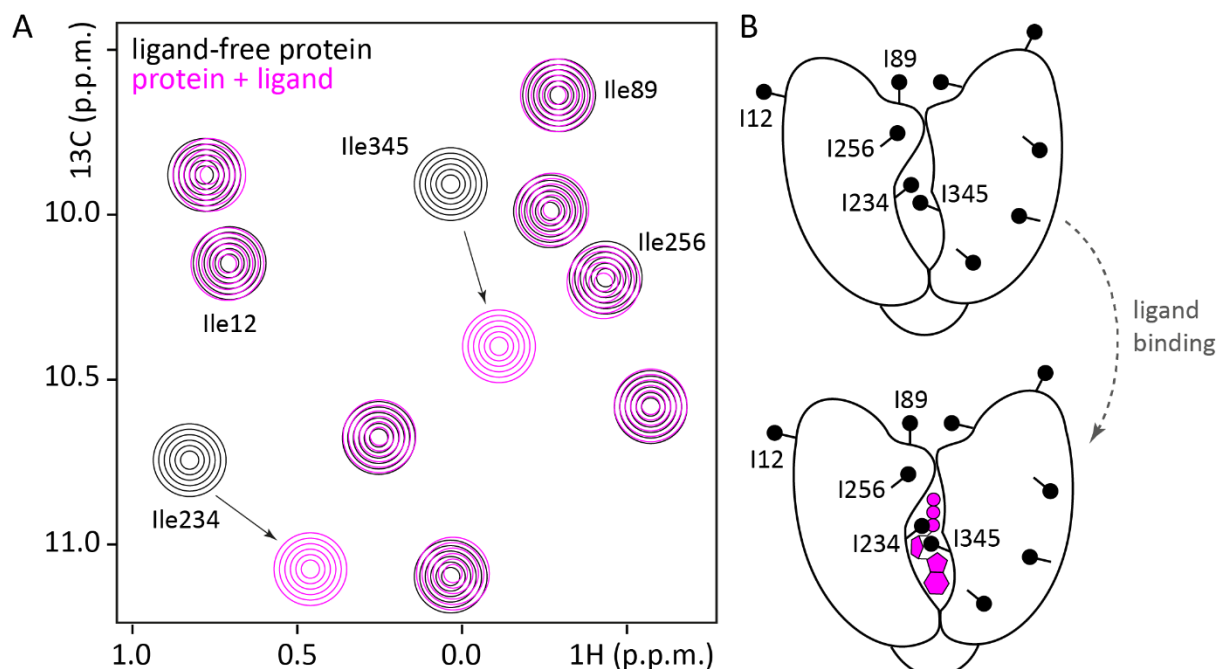 A
ligand-free protein
protein + ligand
13C (p.p.m.)
10.0
10.5
11.0
1.0
0.5
0.0
1H (p.p.m.)
Ile89
Ile345
Ile256
Ile12
Ile234
B
I89
I12
I256
I234
I345
ligand
binding
I89
I12
I256
I234
I345